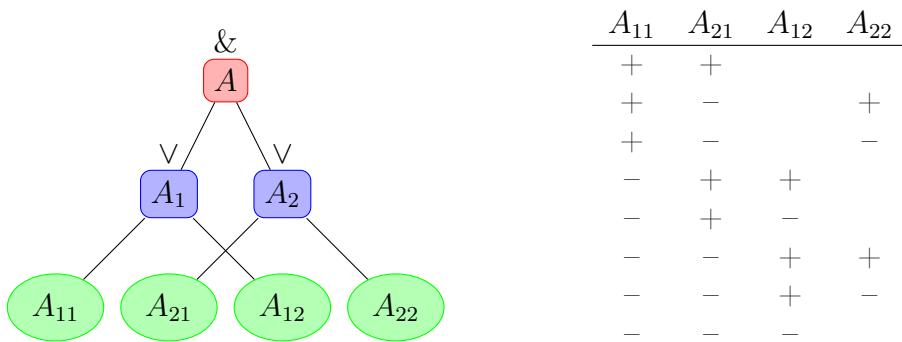 &
A
∨ ∨
A₁ A₂
A₁₁ A₂₁ A₁₂ A₂₂
A₁₁ A₂₁ A₁₂ A₂₂
+ +
+ − +
+ − −
− + +
− + −
− − + +
− − + −
− − −